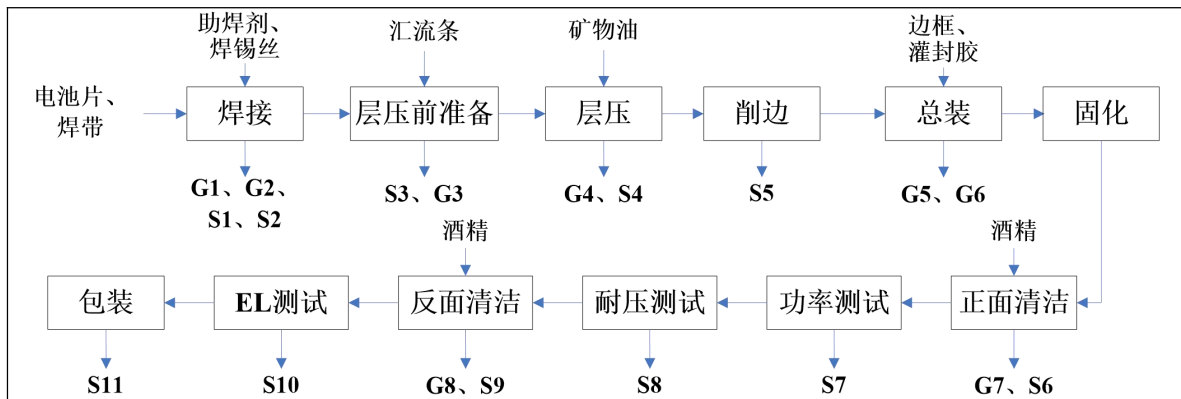 助焊剂、
焊锡丝
汇流条
矿物油
边框、
灌封胶
电池片、
焊带
焊接
层压前准备
层压
削边
总装
固化
G1、G2、
S1、S2
S3、G3
G4、S4
S5
G5、G6
酒精
酒精
包装
EL测试
反面清洁
耐压测试
功率测试
正面清洁
S11
S10
G8、S9
S8
S7
G7、S6